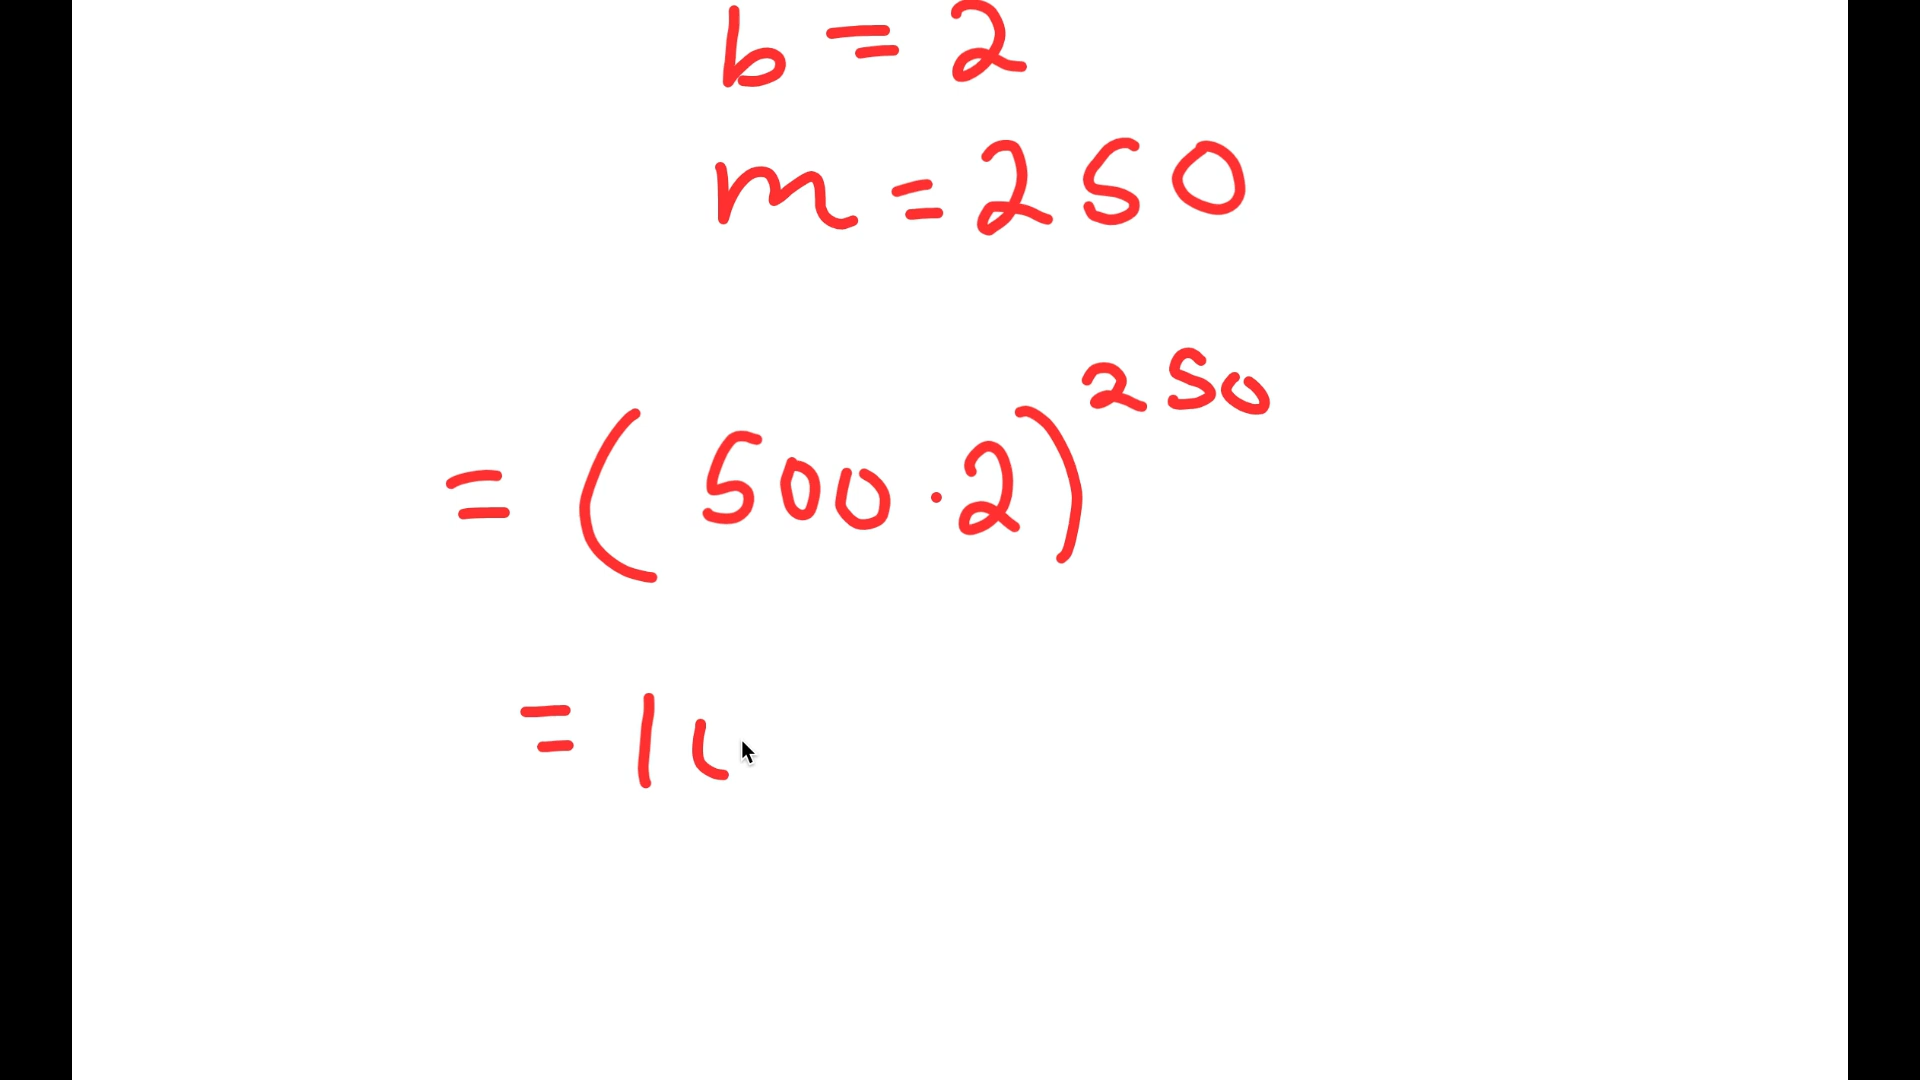 b = 2
m = 250
= (500·2)²⁵⁰
= 1